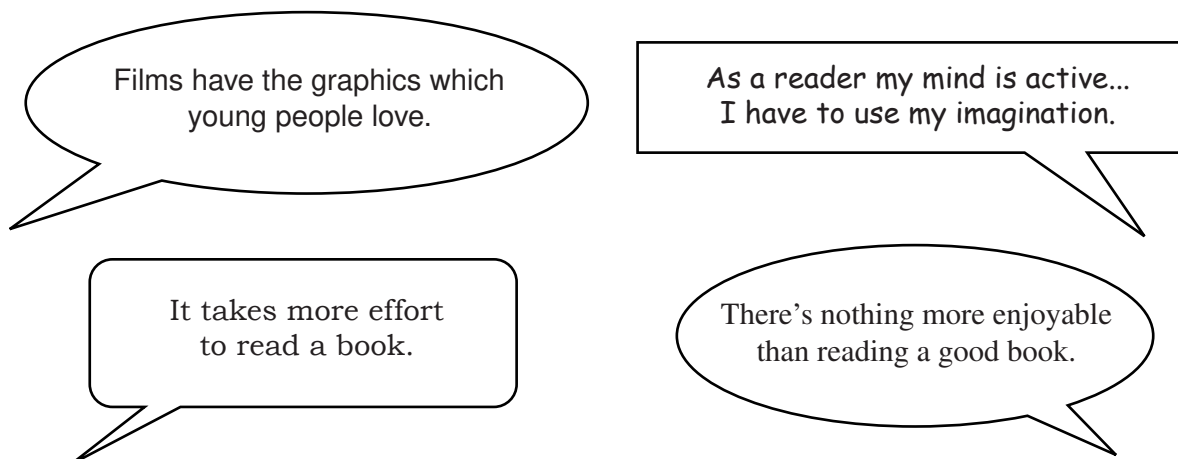 Films have the graphics which
young people love.
As a reader my mind is active...
I have to use my imagination.
It takes more effort
to read a book.
There’s nothing more enjoyable
than reading a good book.